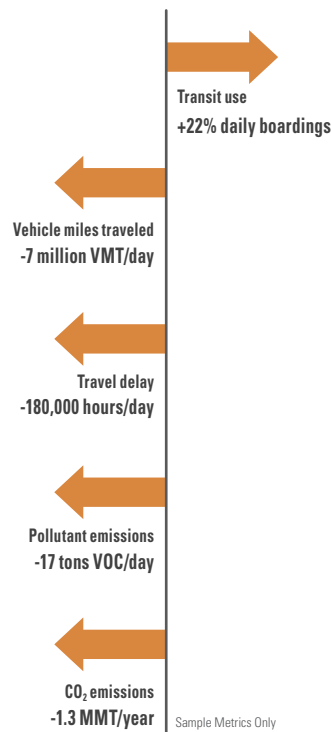 Transit use
+22% daily boardings
Vehicle miles traveled
-7 million VMT/day
Travel delay
-180,000 hours/day
Pollutant emissions
-17 tons VOC/day
CO₂ emissions
-1.3 MMT/year
Sample Metrics Only